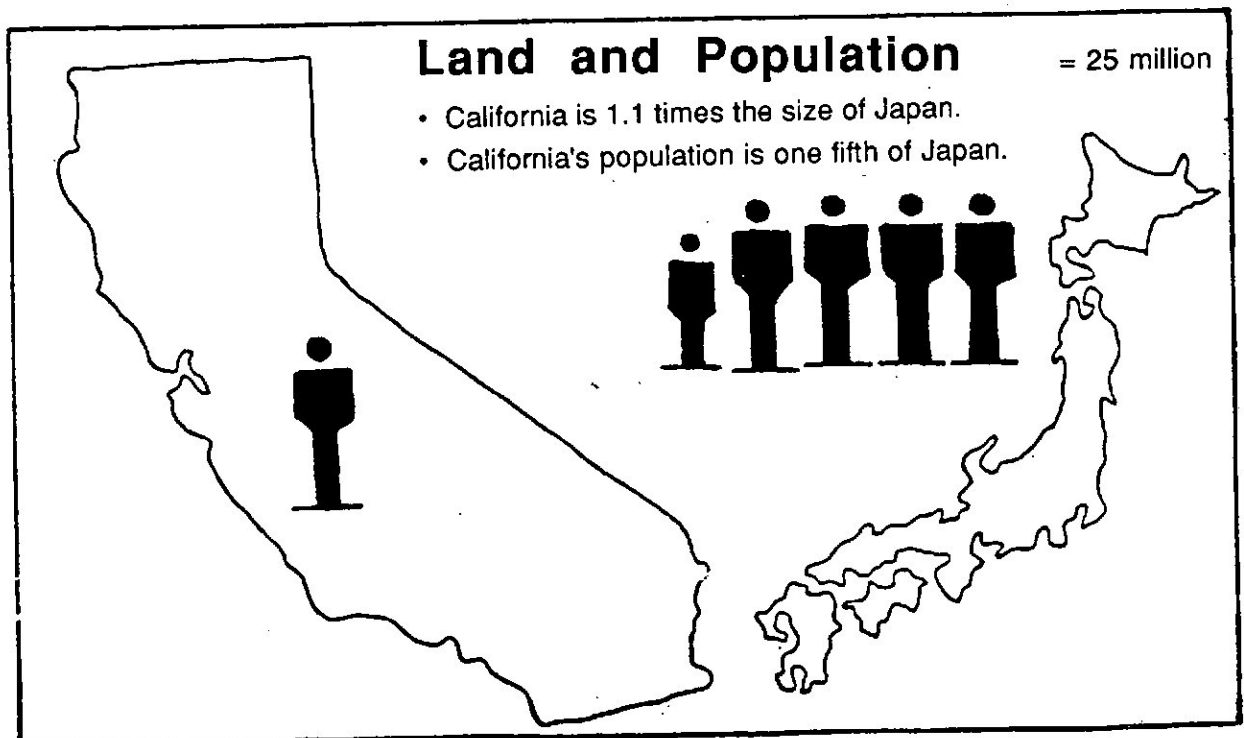 Land and Population
= 25 million
• California is 1.1 times the size of Japan.
• California's population is one fifth of Japan.